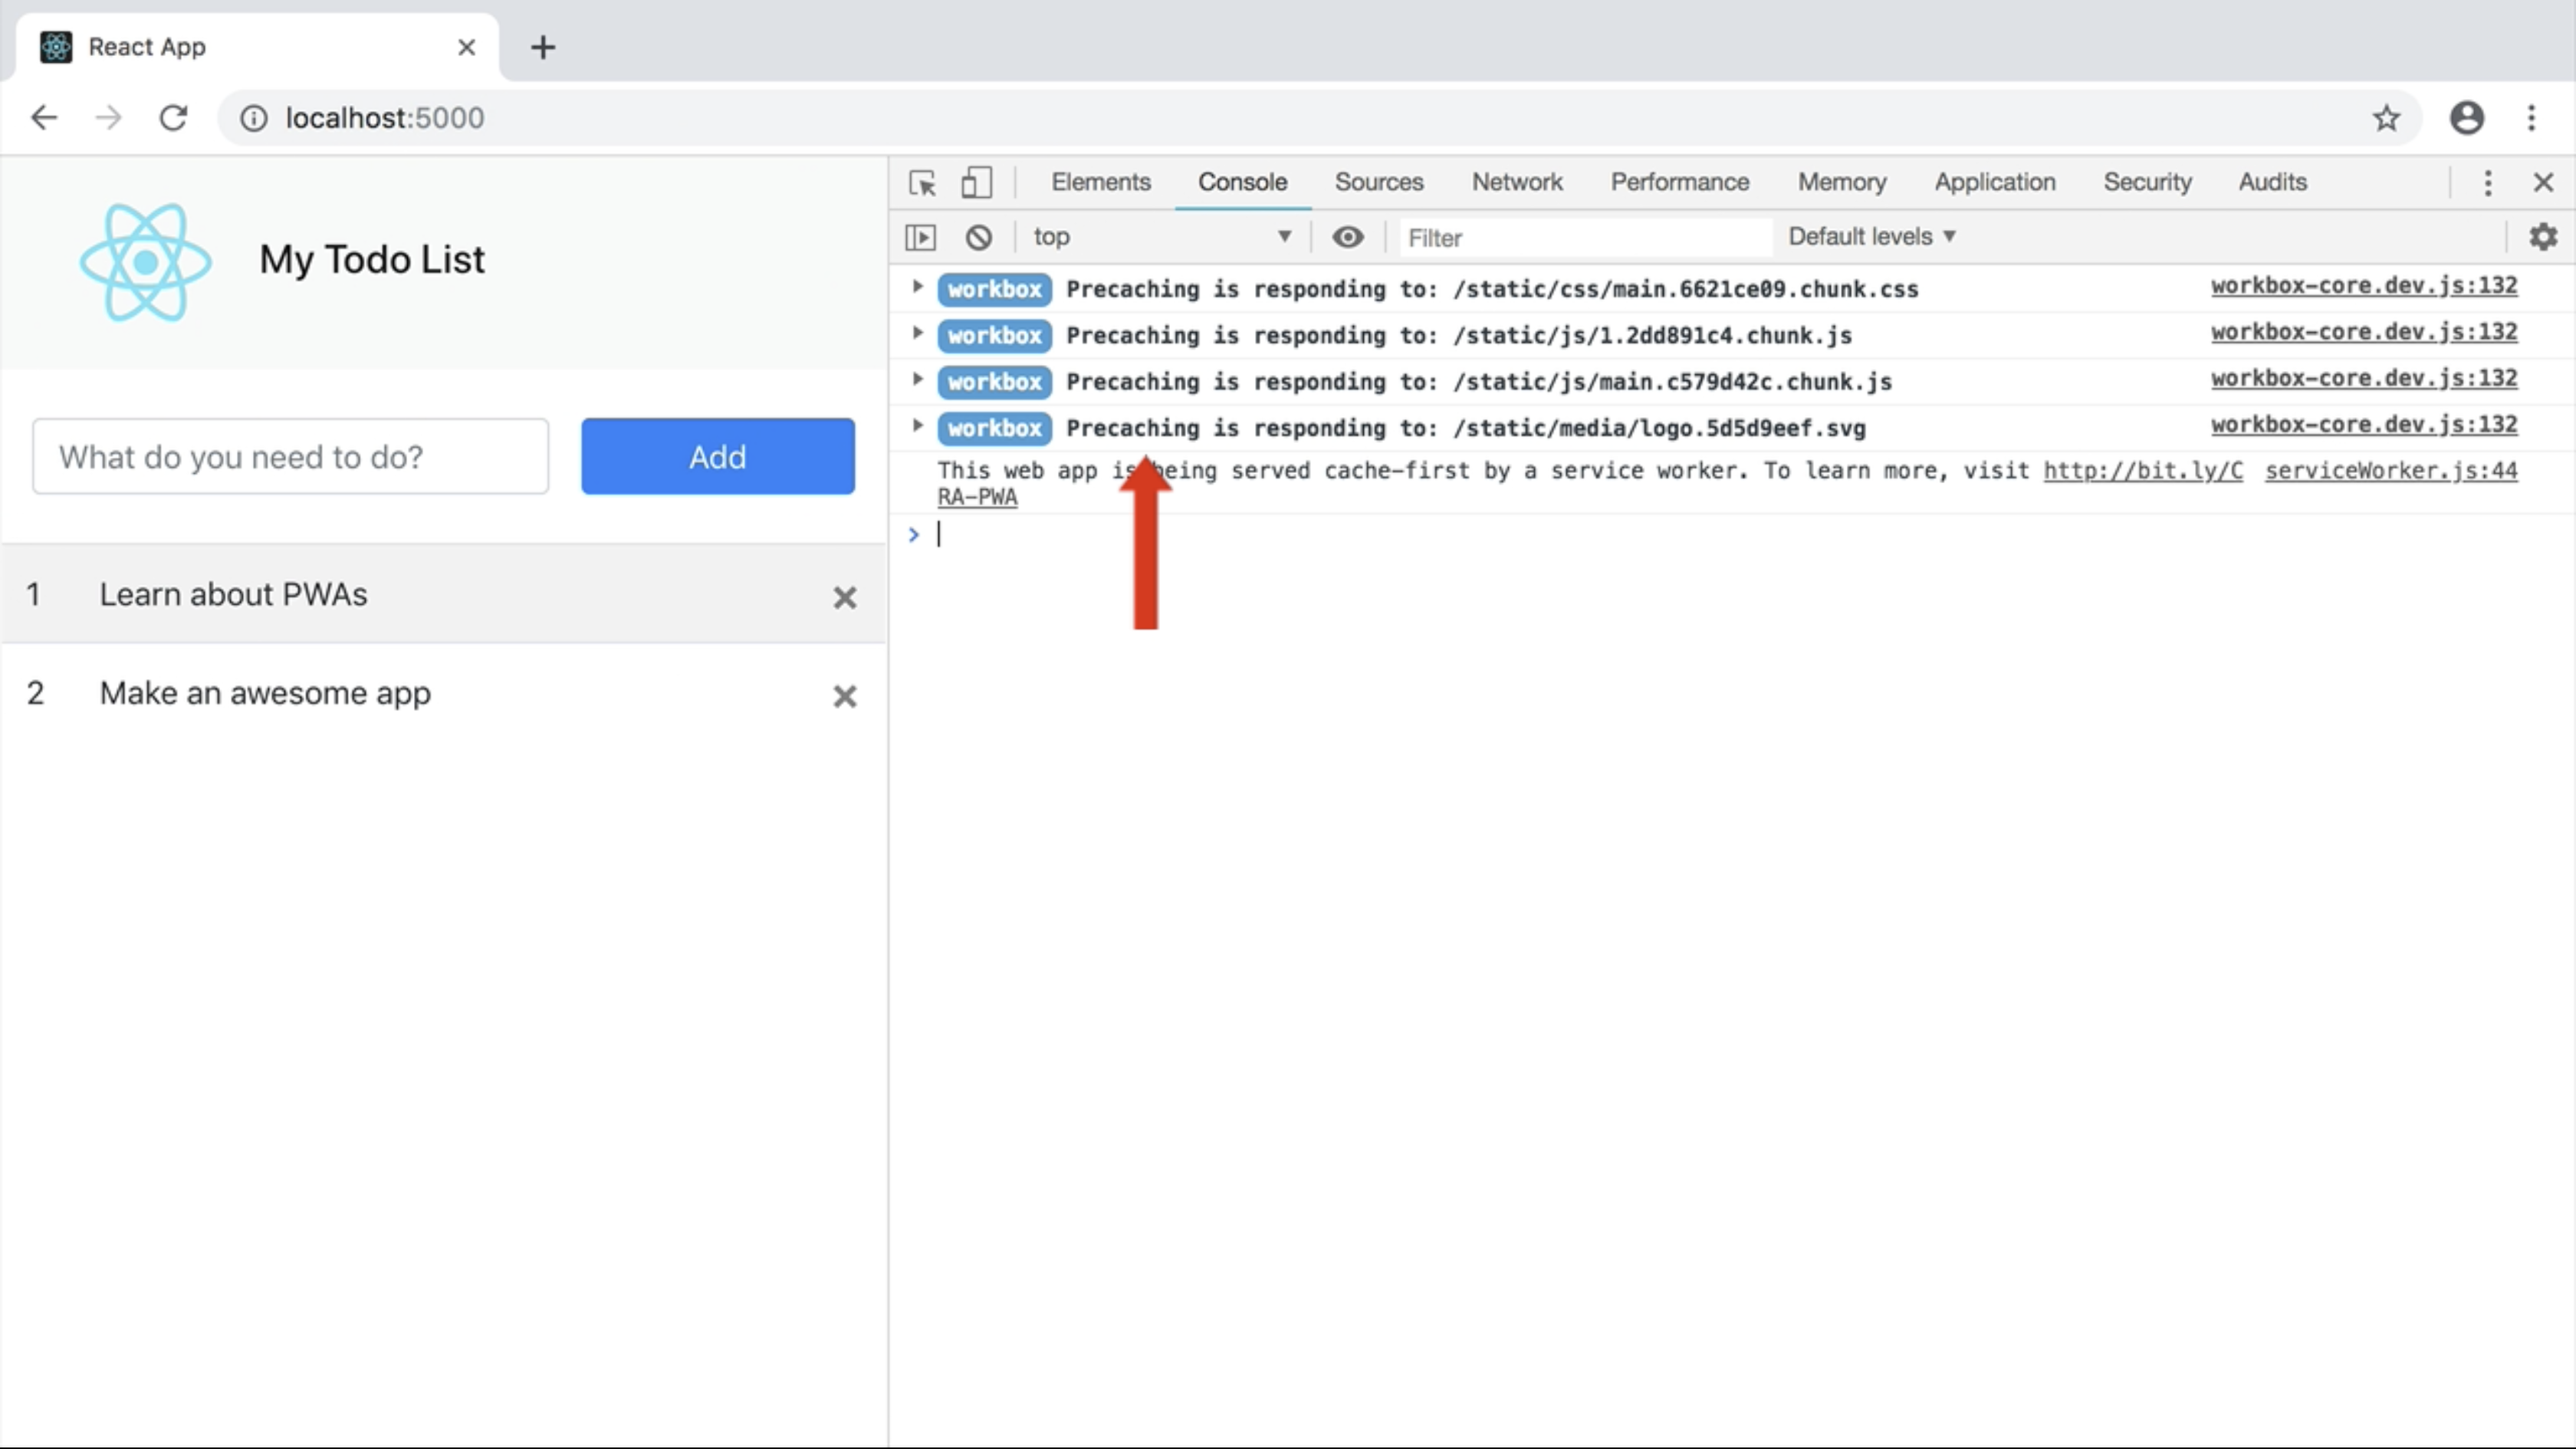 React App
localhost:5000
Elements Console Sources Network Performance Memory Application Security Audits
top Filter Default levels
My Todo List
What do you need to do? Add
1 Learn about PWAs
2 Make an awesome app
workbox Precaching is responding to: /static/css/main.6621ce09.chunk.css workbox-core.dev.js:132
workbox Precaching is responding to: /static/js/1.2dd891c4.chunk.js workbox-core.dev.js:132
workbox Precaching is responding to: /static/js/main.c579d42c.chunk.js workbox-core.dev.js:132
workbox Precaching is responding to: /static/media/logo.5d5d9eef.svg workbox-core.dev.js:132
This web app is being served cache-first by a service worker. To learn more, visit http://bit.ly/C serviceWorker.js:44
RA-PWA